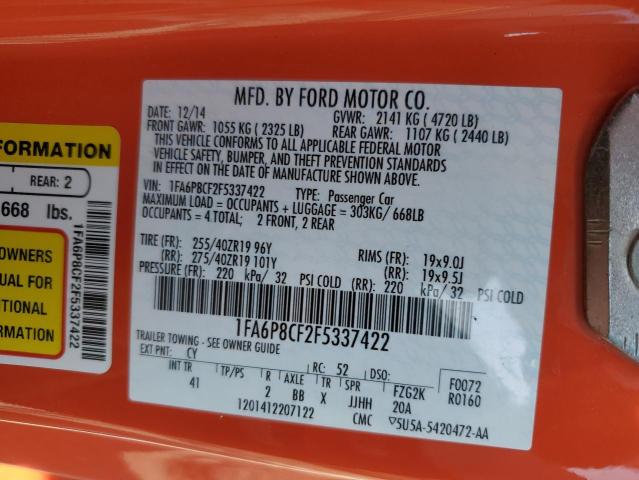 FORMATION
REAR: 2
668 lbs.
OWNERS
UAL FOR
ITIONAL
RMATION
1FA6P8CF2F5337422
MFD. BY FORD MOTOR CO.
DATE: 12/14 GVWR: 2141 KG ( 4720 LB)
FRONT GAWR: 1055 KG ( 2325 LB) REAR GAWR: 1107 KG ( 2440 LB)
THIS VEHICLE CONFORMS TO ALL APPLICABLE FEDERAL MOTOR
VEHICLE SAFETY, BUMPER, AND THEFT PREVENTION STANDARDS
IN EFFECT ON THE DATE OF MANUFACTURE SHOWN ABOVE.
VIN: 1FA6P8CF2F5337422 TYPE: Passenger Car
MAXIMUM LOAD = OCCUPANTS + LUGGAGE = 303KG/ 668LB
OCCUPANTS = 4 TOTAL; 2 FRONT, 2 REAR
TIRE (FR): 255/40ZR19 96Y RIMS (FR): 19x9.0J
(RR): 275/40ZR19 101Y (RR): 19x9.5J
PRESSURE (FR): 220 kPa/ 32 PSI COLD (RR): 220 kPa/ 32 PSI COLD
1FA6P8CF2F5337422
TRAILER TOWING - SEE OWNER GUIDE
EXT PNT: CY RC: 52 DSO: F0072
INT TR TP/PS R AXLE TR SPR FZG2K R0160
41 2 BB X JJHH 20A
1201412207122 CMC 5U5A-5420472-AA